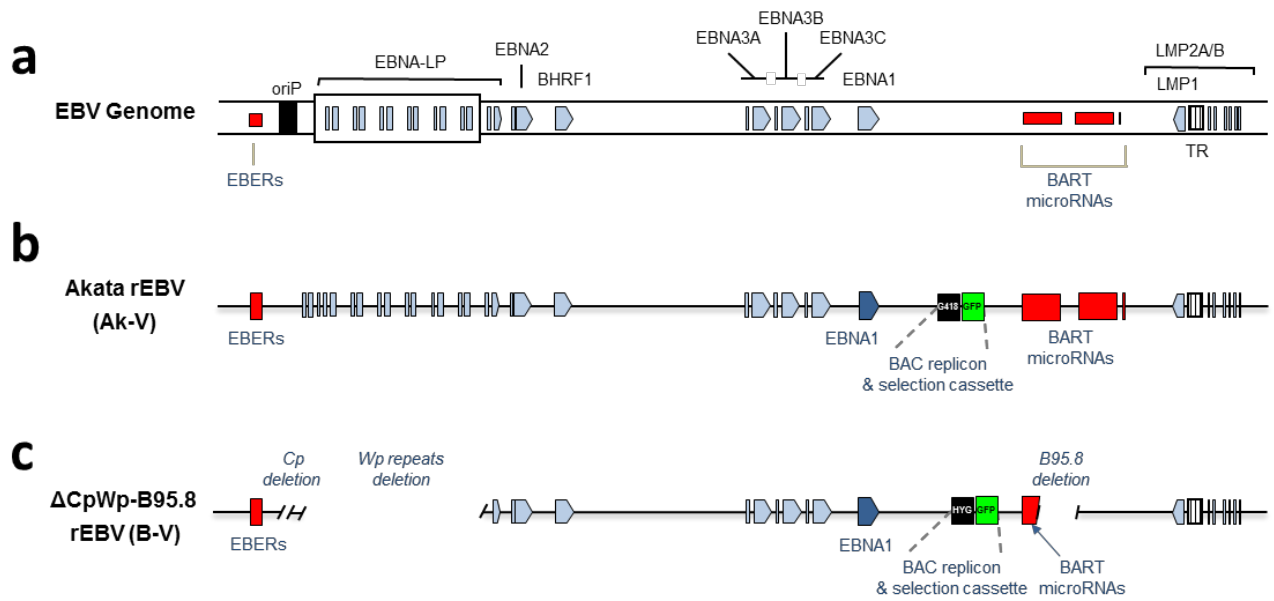 a
EBV Genome
oriP
EBNA-LP
EBNA2
BHRF1
EBNA3A
EBNA3B
EBNA3C
EBNA1
LMP2A/B
LMP1
TR
EBERs
BART
microRNAs
b
Akata rEBV
(Ak-V)
EBERs
EBNA1
G418
GFP
BAC replicon
& selection cassette
BART
microRNAs
c
ΔCpWp-B95.8
rEBV (B-V)
Cp
deletion
Wp repeats
deletion
B95.8
deletion
EBERs
EBNA1
HYG
GFP
BAC replicon
& selection cassette
BART
microRNAs